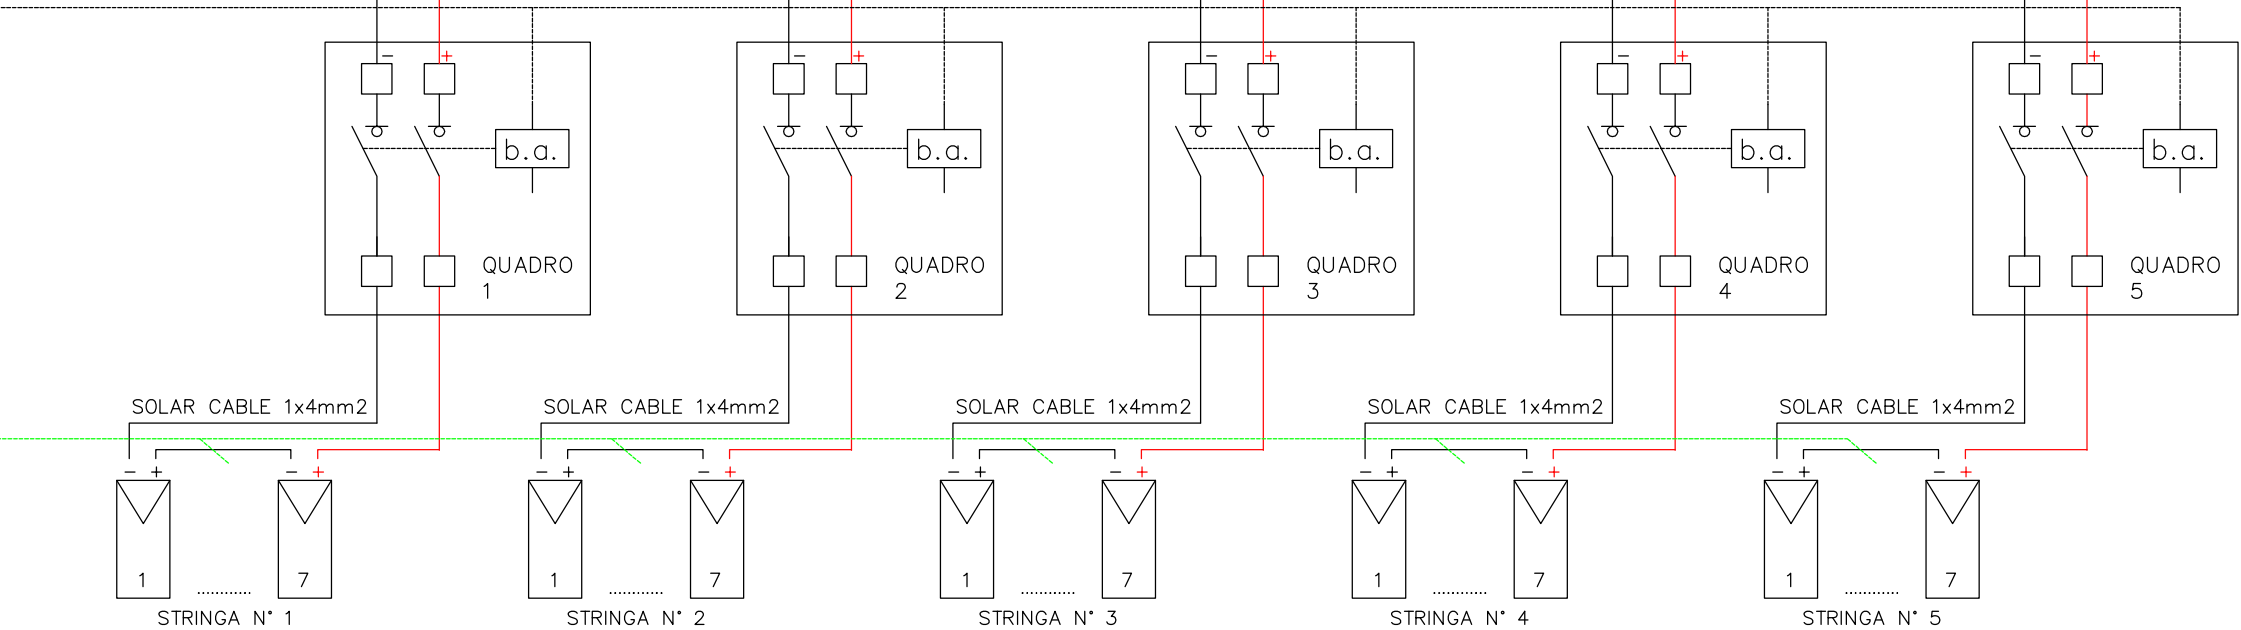 − + − + − + − + − +
b.a. b.a. b.a. b.a. b.a.
QUADRO QUADRO QUADRO QUADRO QUADRO
1 2 3 4 5
SOLAR CABLE 1x4mm2 SOLAR CABLE 1x4mm2 SOLAR CABLE 1x4mm2 SOLAR CABLE 1x4mm2 SOLAR CABLE 1x4mm2
− + − + − + − + − + − + − + − + − + − +
1 7 1 7 1 7 1 7 1 7
............ ............ ............ ............ ............
STRINGA N° 1 STRINGA N° 2 STRINGA N° 3 STRINGA N° 4 STRINGA N° 5